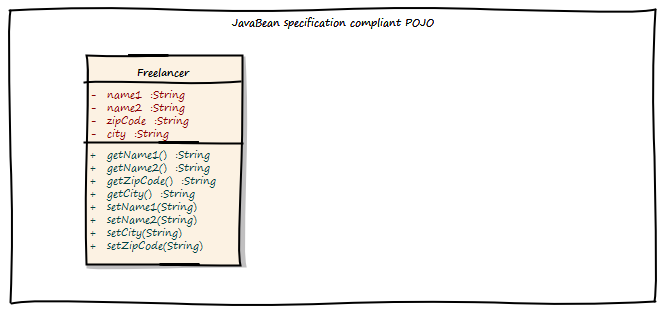 JavaBean specification compliant POJO
Freelancer
- name1 :String
- name2 :String
- zipCode :String
- city :String
+ getName1() :String
+ getName2() :String
+ getZipCode() :String
+ getCity() :String
+ setName1(String)
+ setName2(String)
+ setCity(String)
+ setZipCode(String)